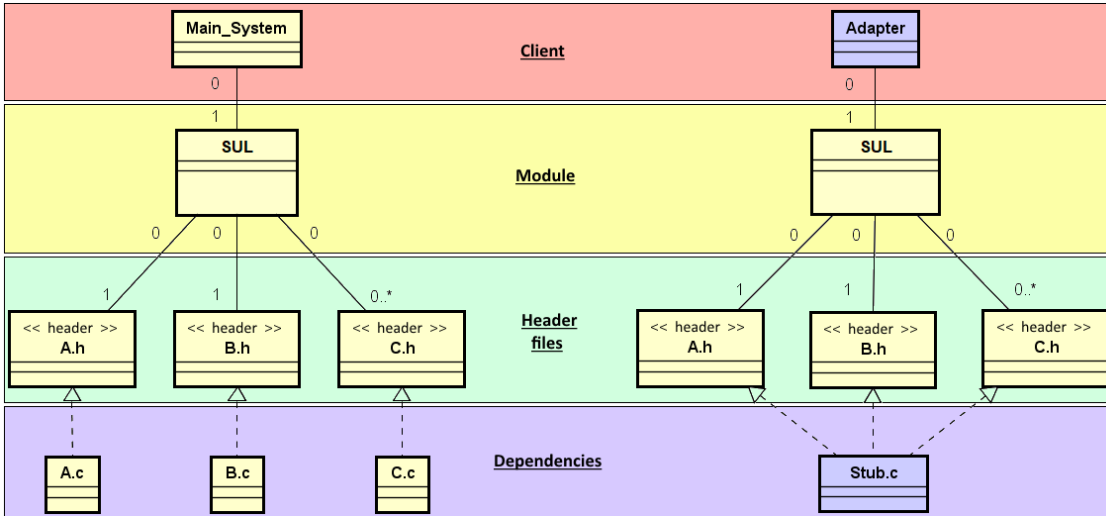 Main_System
Client
Adapter
0
0
1
1
SUL
Module
SUL
0
0
0
0
0
0
1
1
0..*
1
1
0..*
<< header >>
A.h
<< header >>
B.h
<< header >>
C.h
Header
files
<< header >>
A.h
<< header >>
B.h
<< header >>
C.h
A.c
B.c
C.c
Dependencies
Stub.c